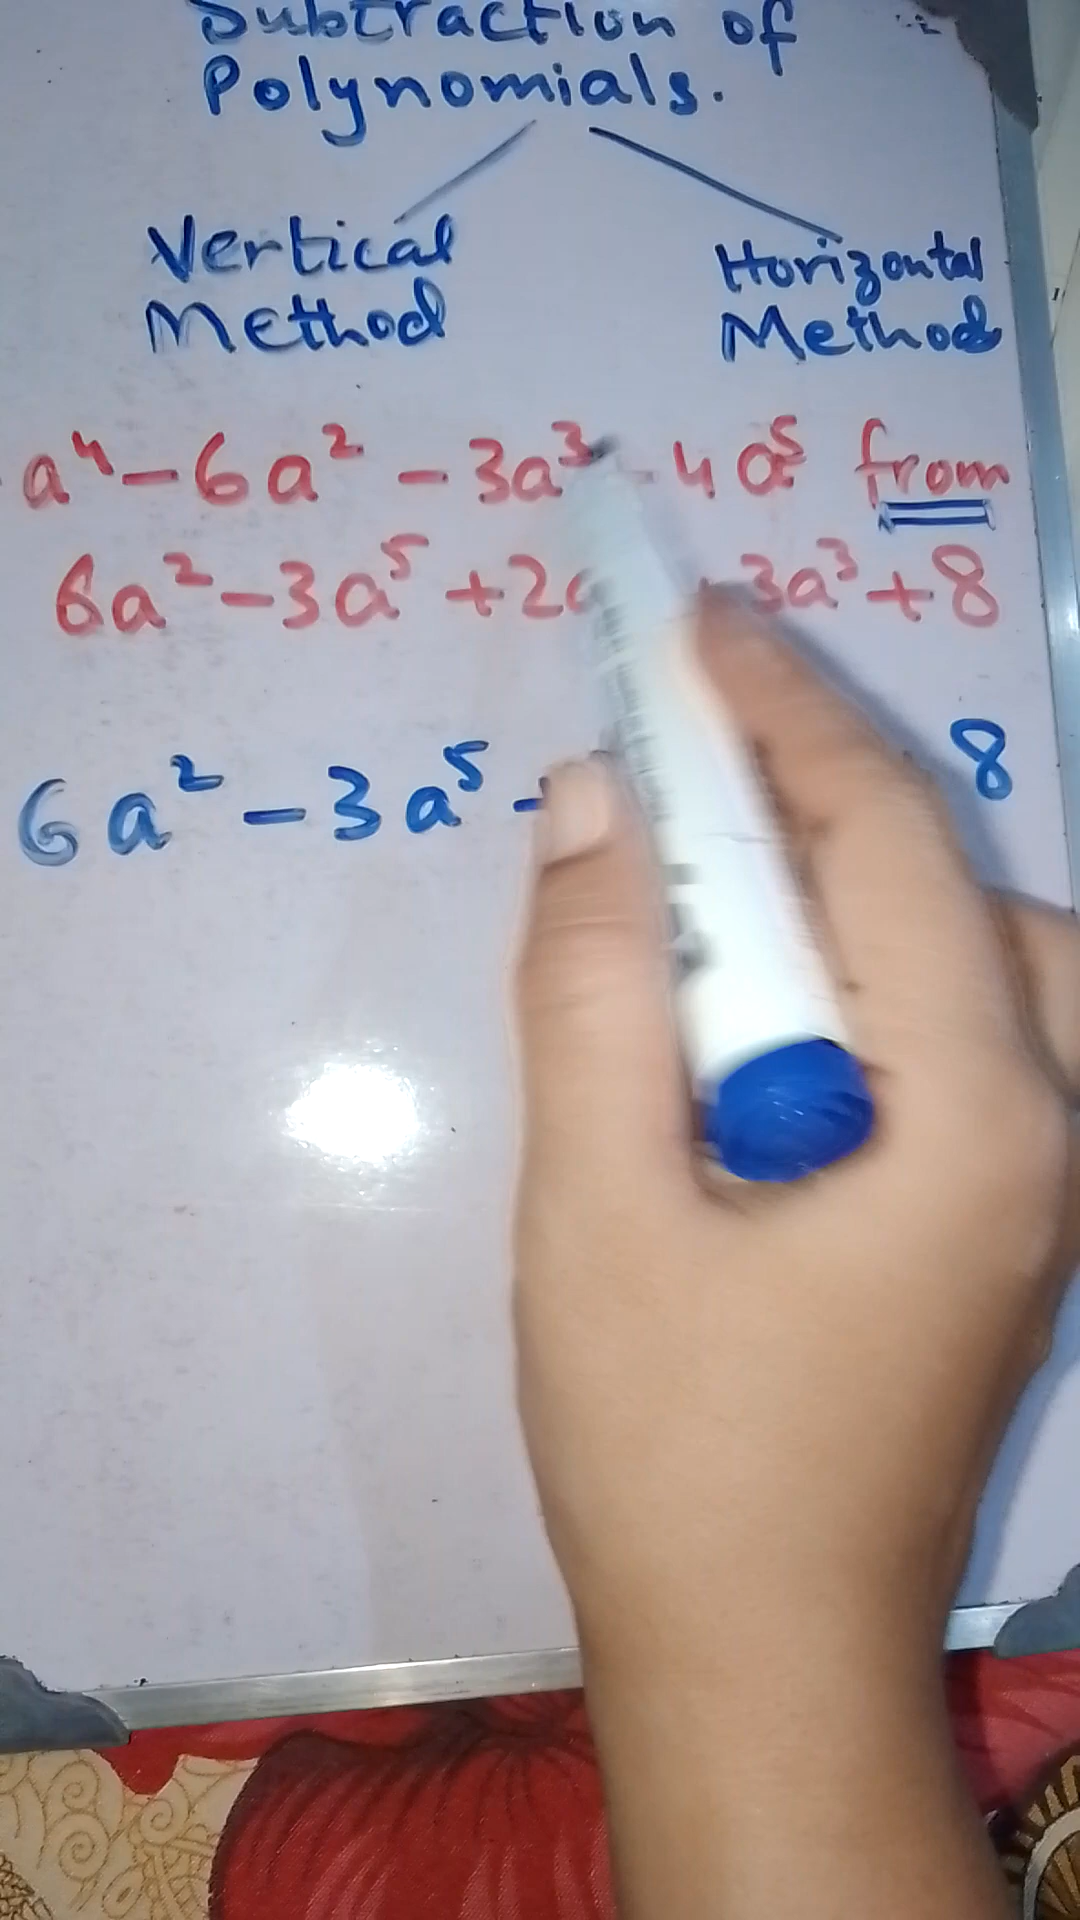 Subtraction of
Polynomials.
Vertical Horizontal
Method Method
a⁴ - 6a² - 3a³ - 4a⁵ from
6a² - 3a⁵ + 2a 3a³ + 8
6a² - 3a⁵ - 8